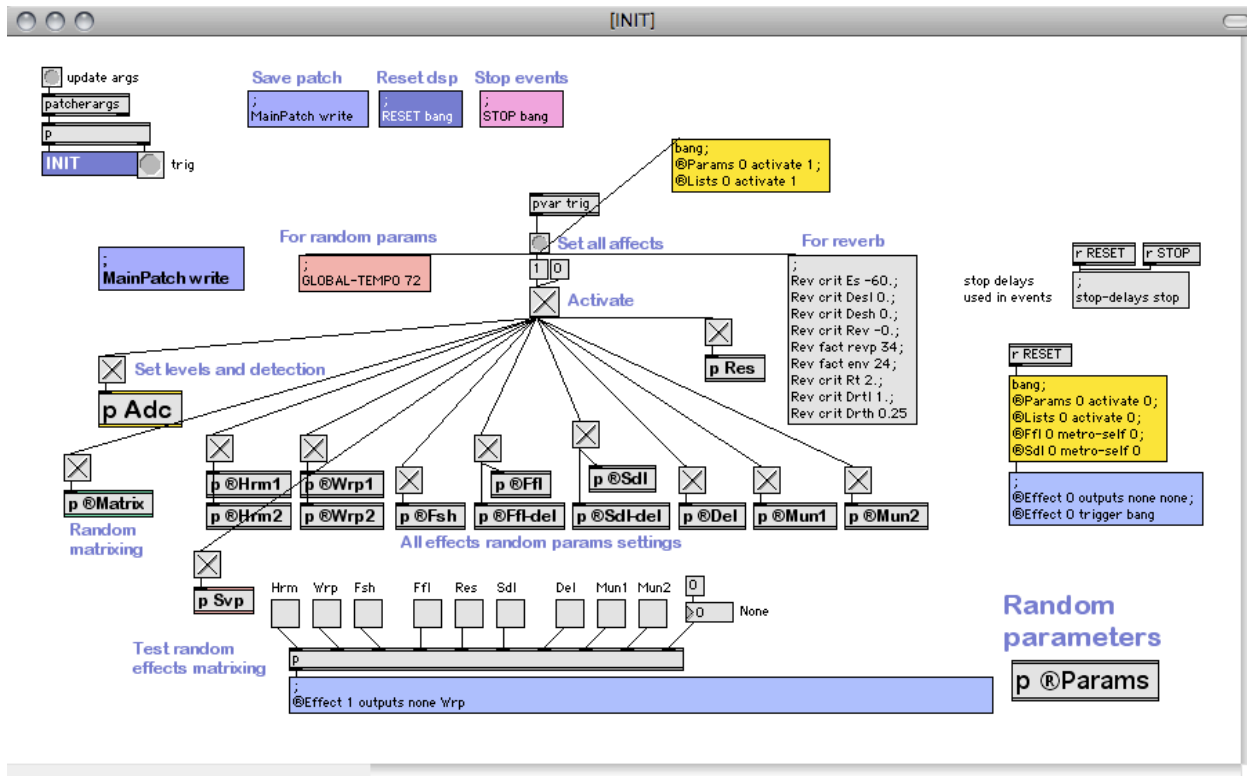 [INIT]
update args
patcherargs
p
INIT
trig
Save patch
;
MainPatch write
Reset dsp
;
RESET bang
Stop events
;
STOP bang
bang;
®Params 0 activate 1;
®Lists 0 activate 1
pvar trig
For random params
Set all affects
For reverb
;
MainPatch write
;
GLOBAL-TEMPO 72
1
0
Activate
;
Rev crit Es -60.;
Rev crit Desl 0.;
Rev crit Desh 0.;
Rev crit Rev -0.;
Rev fact revp 34;
Rev fact env 24;
Rev crit Rt 2.;
Rev crit Drtl 1.;
Rev crit Drth 0.25
r RESET
r STOP
stop delays
used in events
;
stop-delays stop
Set levels and detection
p Adc
p Res
r RESET
bang;
®Params 0 activate 0;
®Lists 0 activate 0;
®Ffl 0 metro-self 0;
®Sdl 0 metro-self 0
;
®Effect 0 outputs none none;
®Effect 0 trigger bang
p ®Matrix
Random
matrixing
p ®Hrm1
p ®Wrp1
p ®Ffl
p ®Sdl
p ®Hrm2
p ®Wrp2
p ®Fsh
p ®Ffl-del
p ®Sdl-del
p ®Del
p ®Mun1
p ®Mun2
All effects random params settings
p Svp
Hrm
Wrp
Fsh
Ffl
Res
Sdl
Del
Mun1
Mun2
0
0
None
Test random
effects matrixing
p
;
®Effect 1 outputs none Wrp
Random
parameters
p ®Params